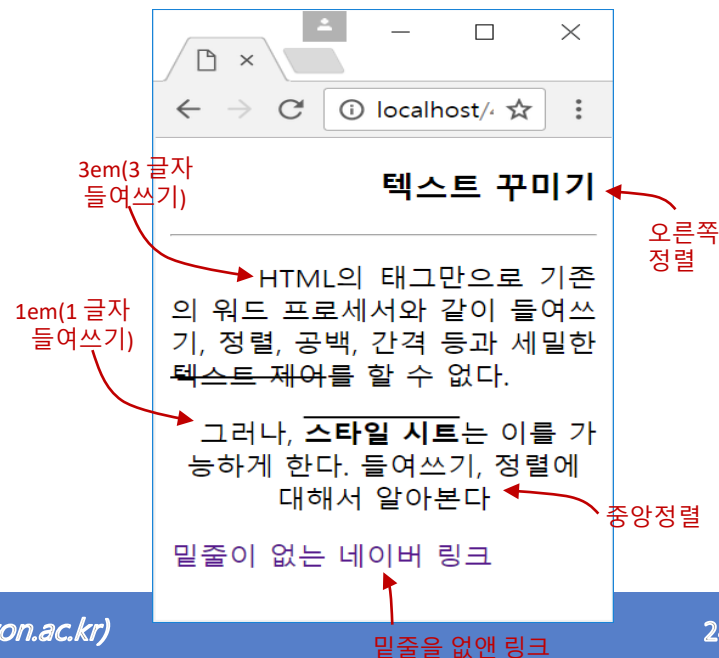 localhost/
3em(3 글자
들여쓰기)
텍스트 꾸미기
오른쪽
정렬
HTML의 태그만으로 기존
의 워드 프로세서와 같이 들여쓰
기, 정렬, 공백, 간격 등과 세밀한
텍스트 제어를 할 수 없다.
1em(1 글자
들여쓰기)
그러나, 스타일 시트는 이를 가
능하게 한다. 들여쓰기, 정렬에
대해서 알아본다
중앙정렬
밑줄이 없는 네이버 링크
밑줄을 없앤 링크
on.ac.kr)
2